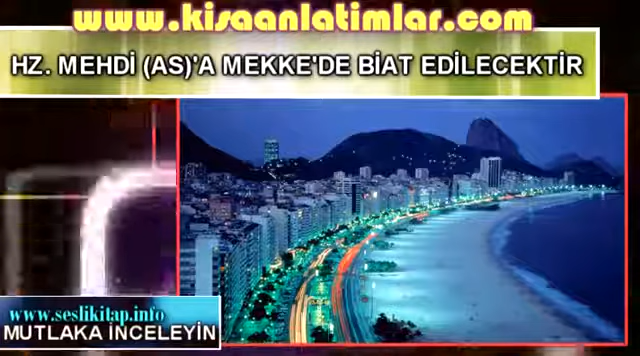 www.kisaanlatimlar.com
HZ. MEHDİ (AS)'A MEKKE'DE BİAT EDİLECEKTİR
www.seslikitap.info
MUTLAKA İNCELEYİN